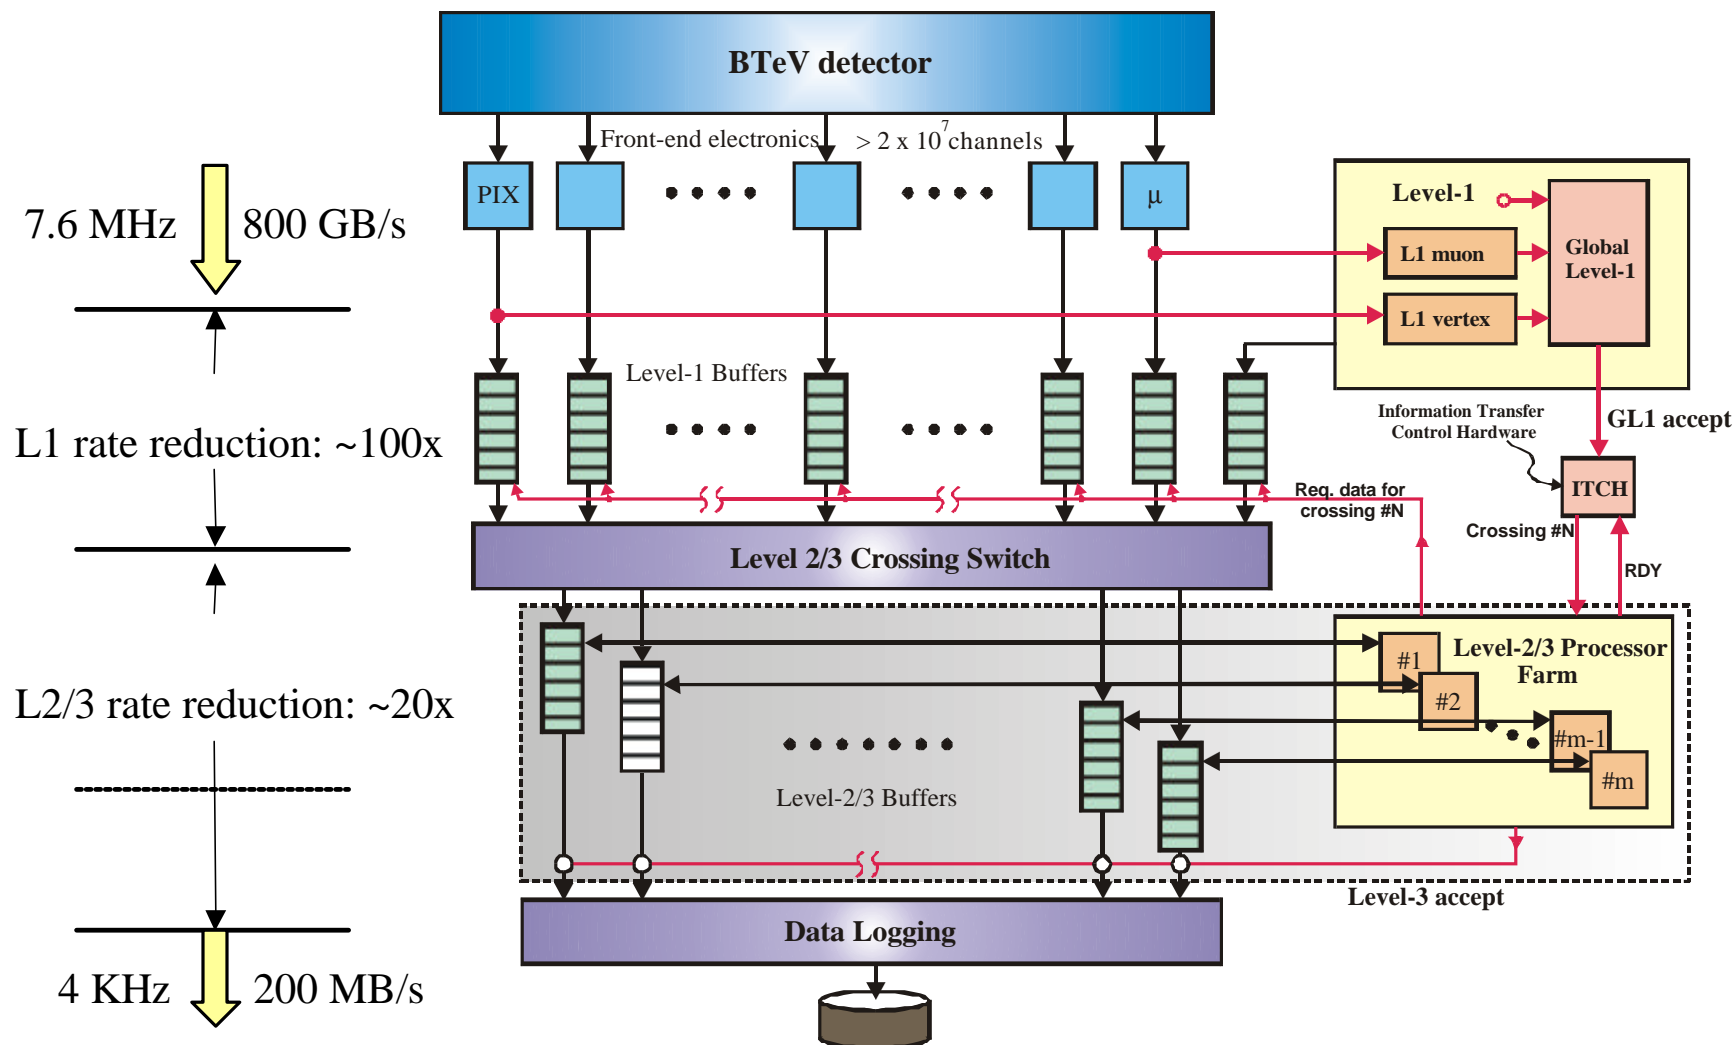 BTeV detector
Front-end electronics
> 2 x 10⁷ channels
PIX
μ
7.6 MHz
800 GB/s
Level-1
L1 muon
Global
Level-1
L1 vertex
Level-1 Buffers
L1 rate reduction: ~100x
Information Transfer
Control Hardware
GL1 accept
ITCH
Req. data for
crossing #N
Crossing #N
RDY
Level 2/3 Crossing Switch
Level-2/3 Processor
Farm
#1
#2
#m-1
#m
L2/3 rate reduction: ~20x
Level-2/3 Buffers
Level-3 accept
Data Logging
4 KHz
200 MB/s